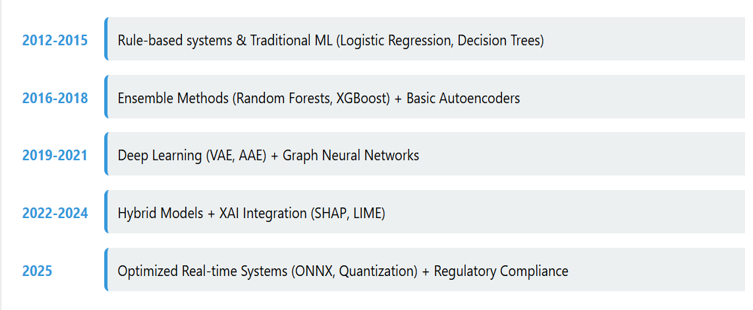 2012-2015 Rule-based systems & Traditional ML (Logistic Regression, Decision Trees)
2016-2018 Ensemble Methods (Random Forests, XGBoost) + Basic Autoencoders
2019-2021 Deep Learning (VAE, AAE) + Graph Neural Networks
2022-2024 Hybrid Models + XAI Integration (SHAP, LIME)
2025 Optimized Real-time Systems (ONNX, Quantization) + Regulatory Compliance